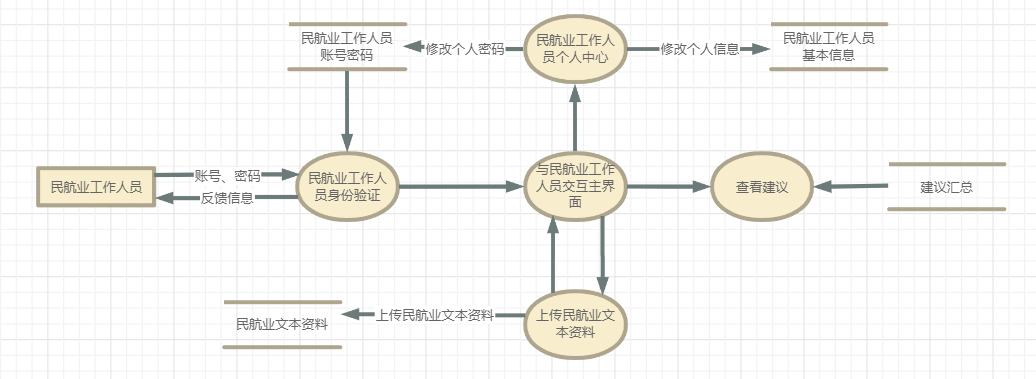 民航业工作人员
账号密码
修改个人密码
民航业工作人
员个人中心
修改个人信息
民航业工作人员
基本信息
民航业工作人员
账号、密码
反馈信息
民航业工作人
员身份验证
与民航业工作
人员交互主界
面
查看建议
建议汇总
民航业文本资料
上传民航业文本资料
上传民航业文
本资料